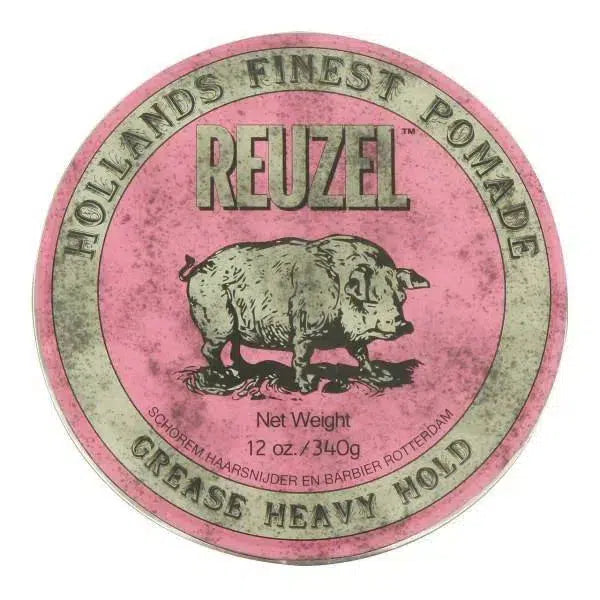 HOLLANDS FINEST POMADE
REUZEL™
Net Weight
12 oz./340g
SCHOREM HAARSNIJDER EN BARBIER ROTTERDAM
GREASE HEAVY HOLD